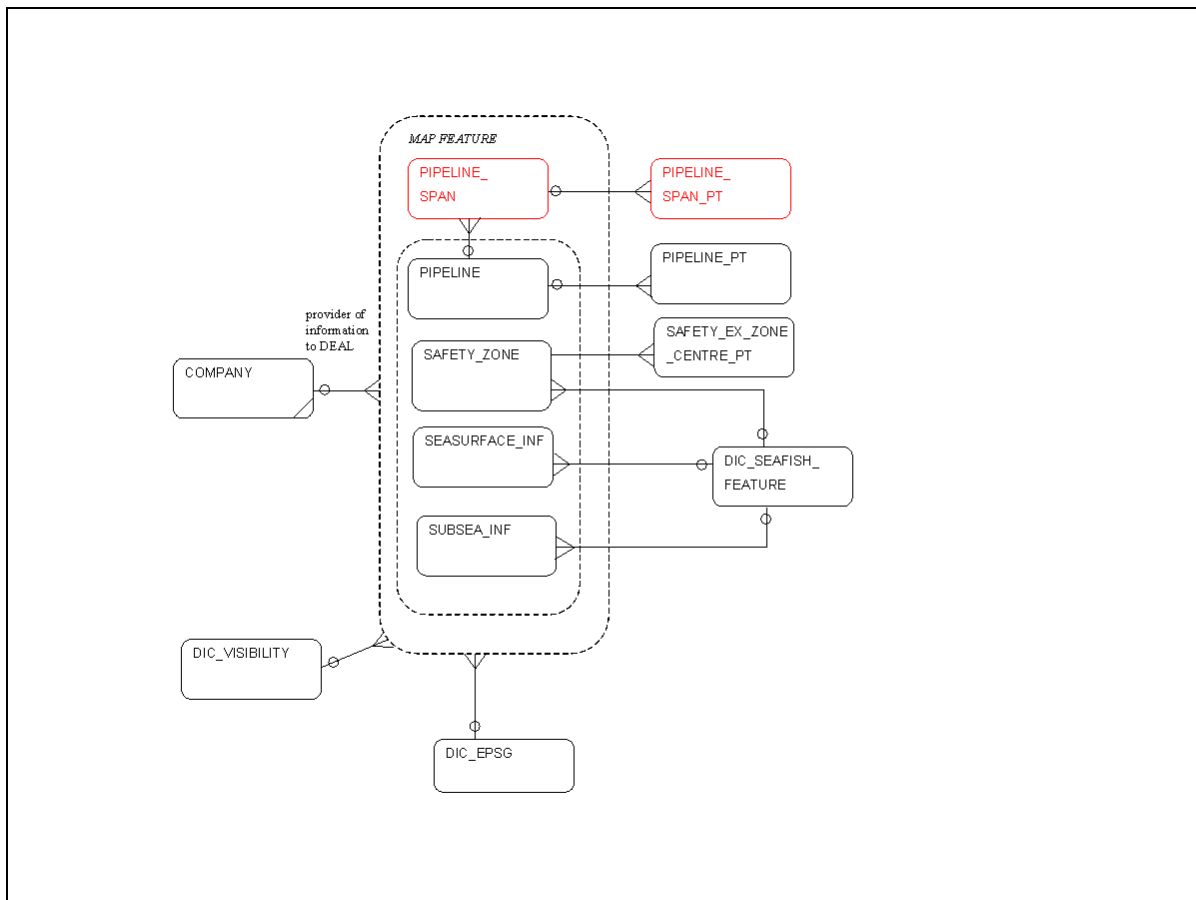 MAP FEATURE
PIPELINE_
SPAN
PIPELINE_
SPAN_PT
PIPELINE
PIPELINE_PT
provider of
information
to DEAL
SAFETY_ZONE
SAFETY_EX_ZONE
_CENTRE_PT
COMPANY
SEASURFACE_INF
DIC_SEAFISH_
FEATURE
SUBSEA_INF
DIC_VISIBILITY
DIC_EPSG